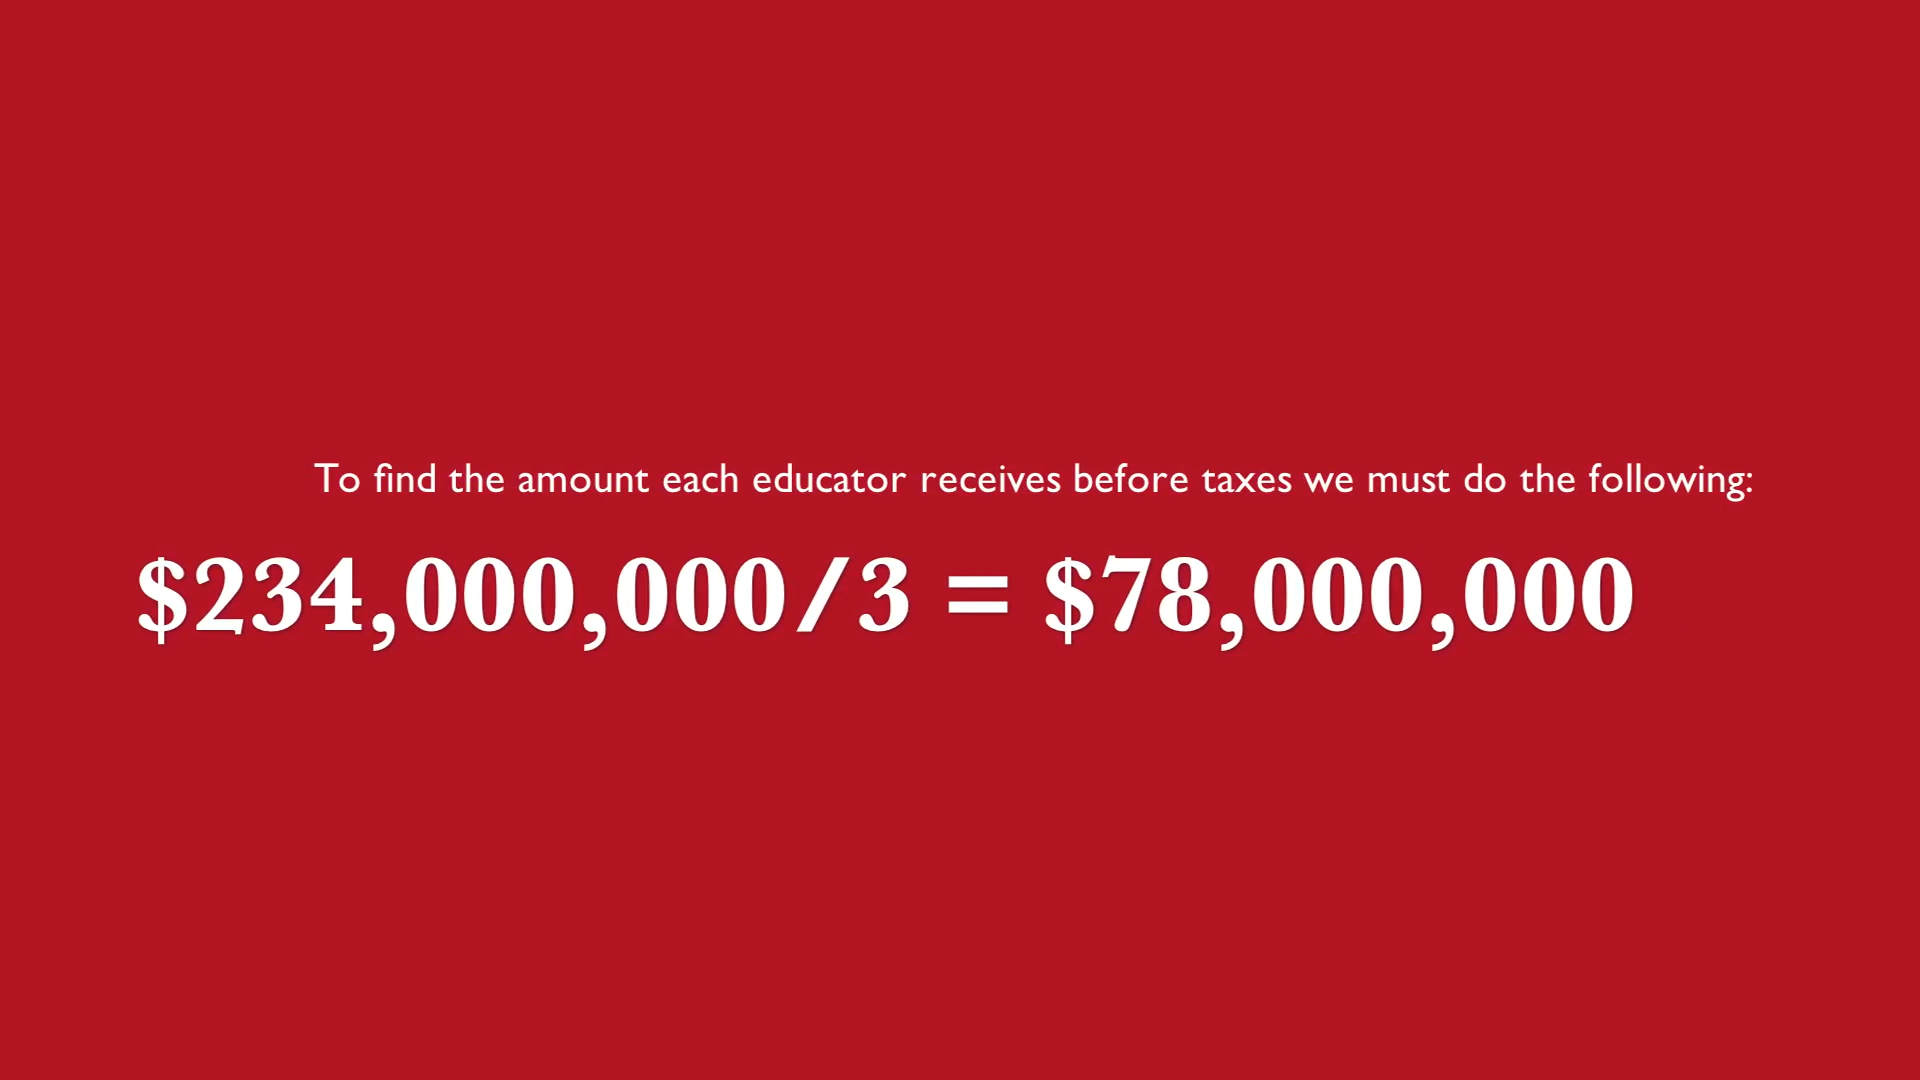 To find the amount each educator receives before taxes we must do the following:
$234,000,000/3 = $78,000,000